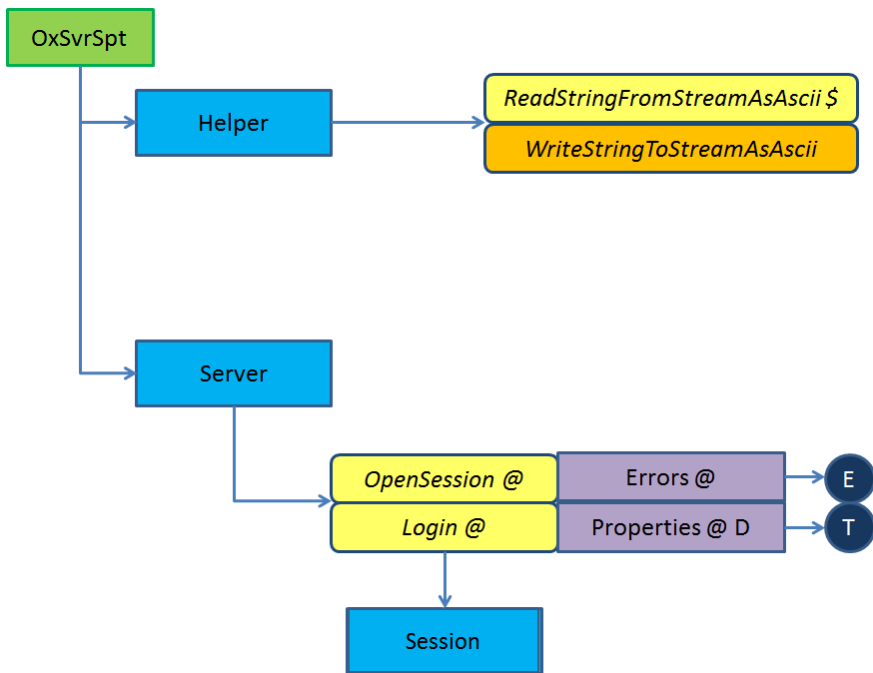 OxSvrSpt
Helper
ReadStringFromStreamAsAscii $
WriteStringToStreamAsAscii
Server
OpenSession @
Errors @
E
Login @
Properties @ D
T
Session